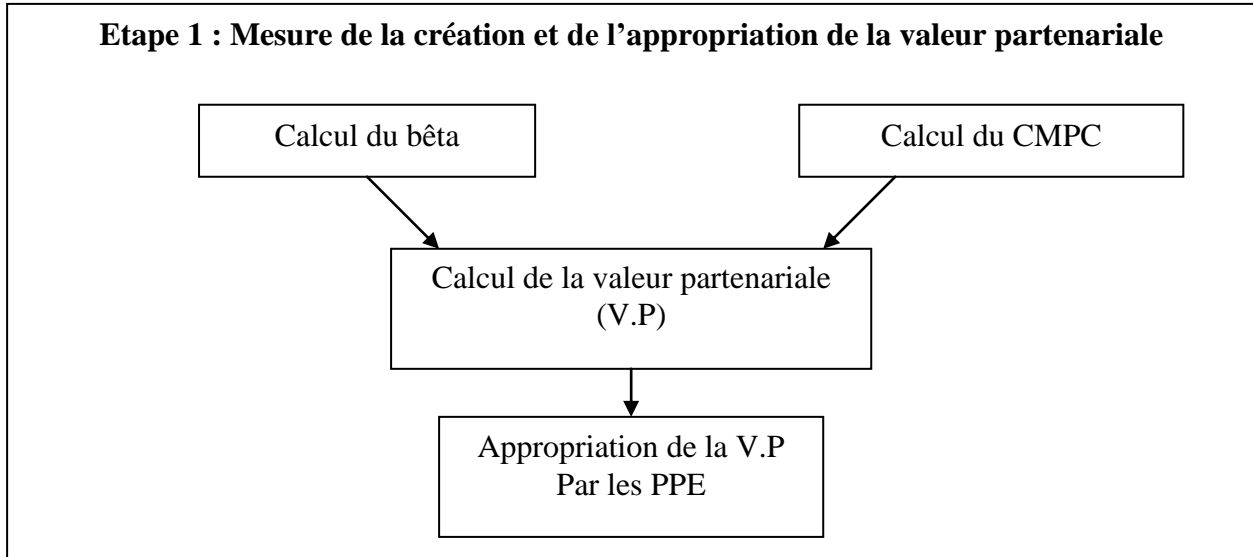 Etape 1 : Mesure de la création et de l’appropriation de la valeur partenariale
Calcul du bêta
Calcul du CMPC
Calcul de la valeur partenariale
(V.P)
Appropriation de la V.P
Par les PPE